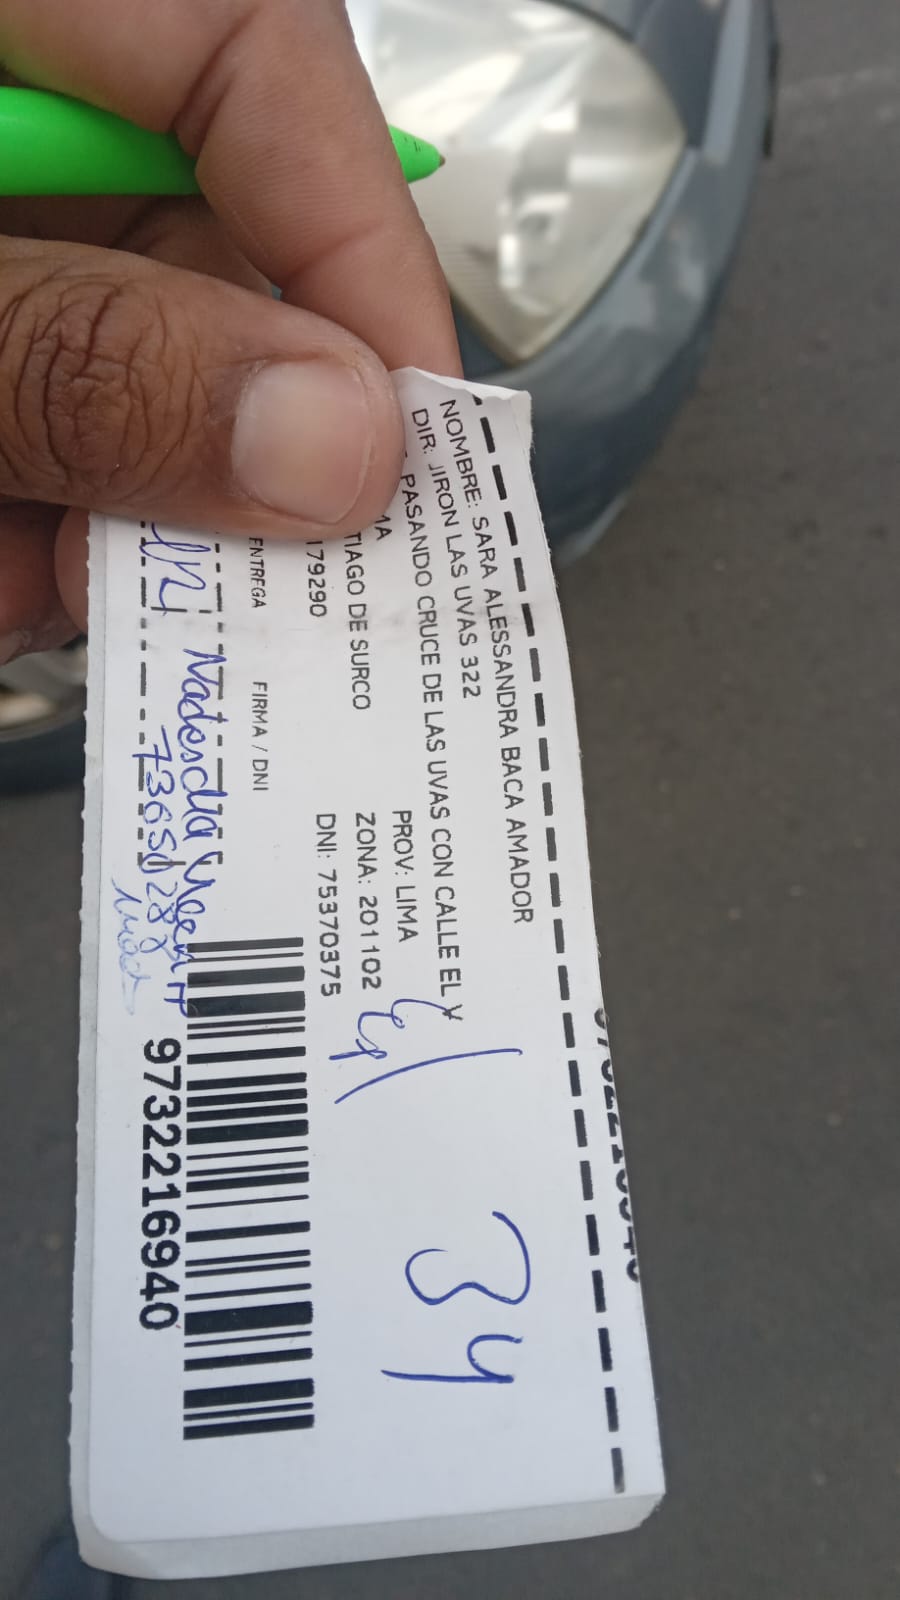 NOMBRE: SARA ALESSANDRA BACA AMADOR
DIR: JIRON LAS UVAS 322
PASANDO CRUCE DE LAS UVAS CON CALLE EL
MA PROV: LIMA
TIAGO DE SURCO ZONA: 201102
179290 DNI: 75370375
34
ENTREGA FIRMA / DNI
9732216940